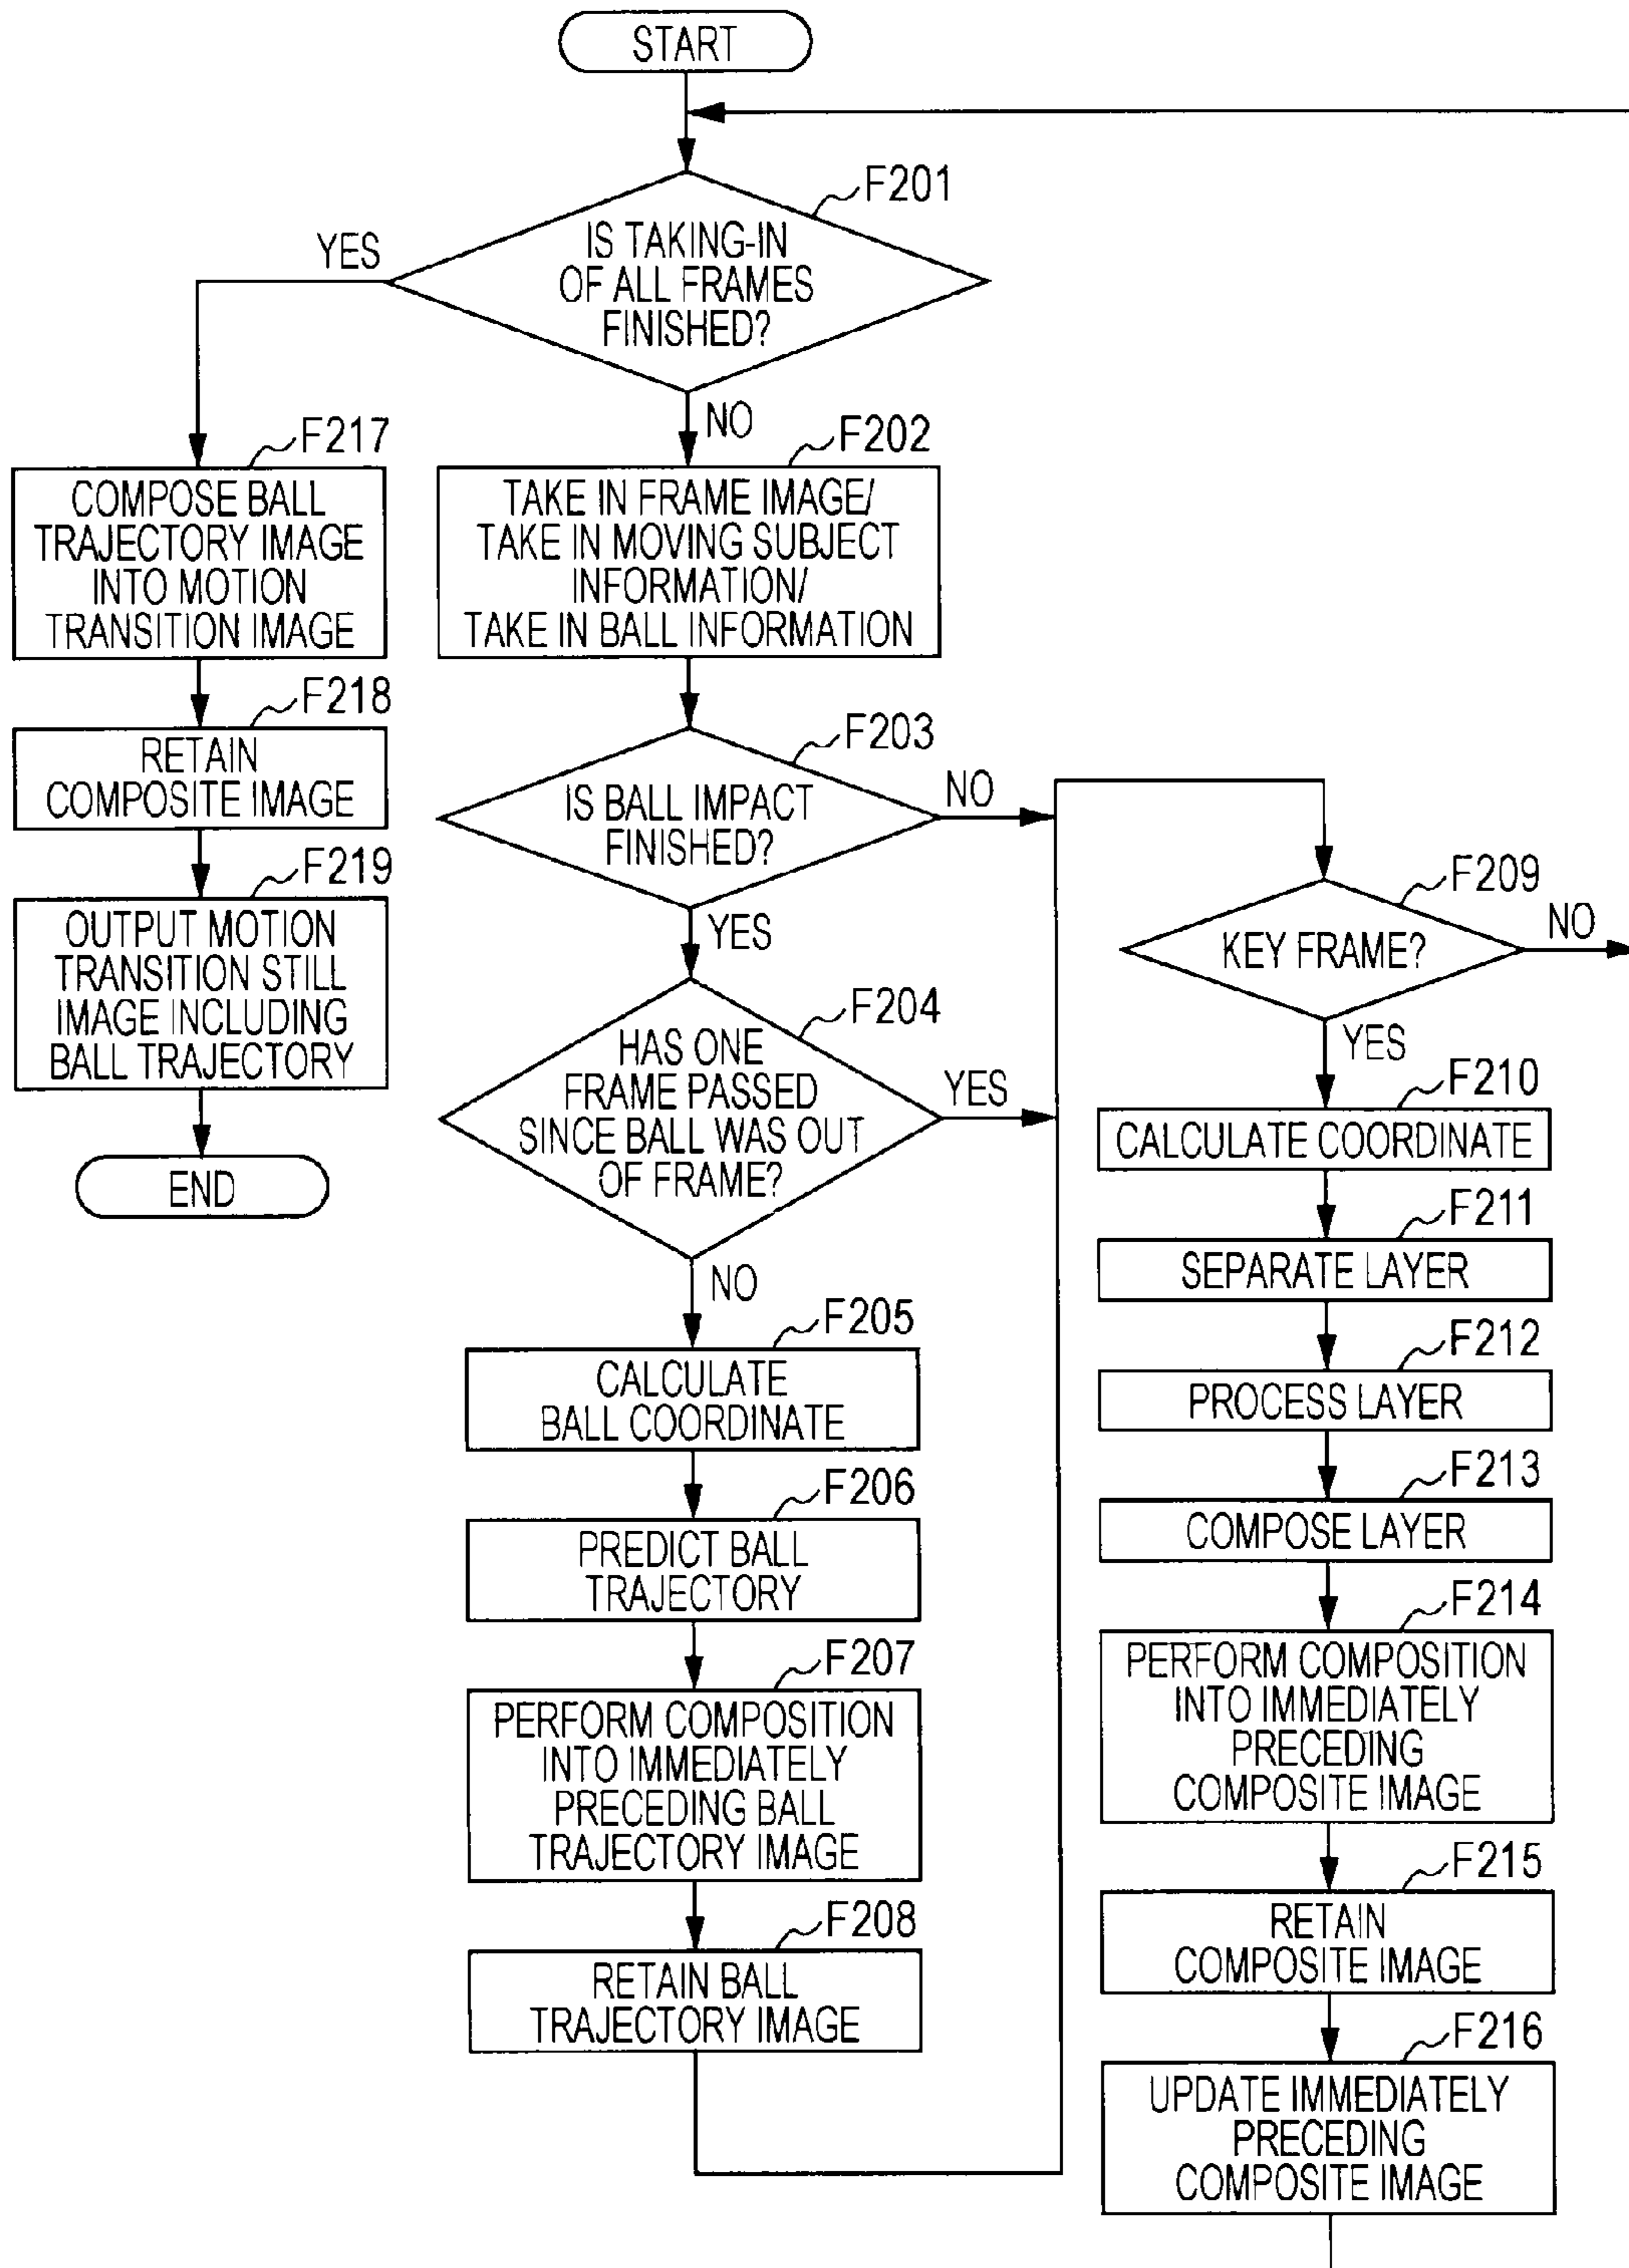 START
F201
IS TAKING-IN
OF ALL FRAMES
FINISHED?
YES
NO
F217
COMPOSE BALL
TRAJECTORY IMAGE
INTO MOTION
TRANSITION IMAGE
F218
RETAIN
COMPOSITE IMAGE
F219
OUTPUT MOTION
TRANSITION STILL
IMAGE INCLUDING
BALL TRAJECTORY
END
F202
TAKE IN FRAME IMAGE/
TAKE IN MOVING SUBJECT
INFORMATION/
TAKE IN BALL INFORMATION
F203
IS BALL IMPACT
FINISHED?
NO
YES
F204
HAS ONE
FRAME PASSED
SINCE BALL WAS OUT
OF FRAME?
YES
NO
F205
CALCULATE
BALL COORDINATE
F206
PREDICT BALL
TRAJECTORY
F207
PERFORM COMPOSITION
INTO IMMEDIATELY
PRECEDING BALL
TRAJECTORY IMAGE
F208
RETAIN BALL
TRAJECTORY IMAGE
F209
KEY FRAME?
NO
YES
F210
CALCULATE COORDINATE
F211
SEPARATE LAYER
F212
PROCESS LAYER
F213
COMPOSE LAYER
F214
PERFORM COMPOSITION
INTO IMMEDIATELY
PRECEDING
COMPOSITE IMAGE
F215
RETAIN
COMPOSITE IMAGE
F216
UPDATE IMMEDIATELY
PRECEDING
COMPOSITE IMAGE